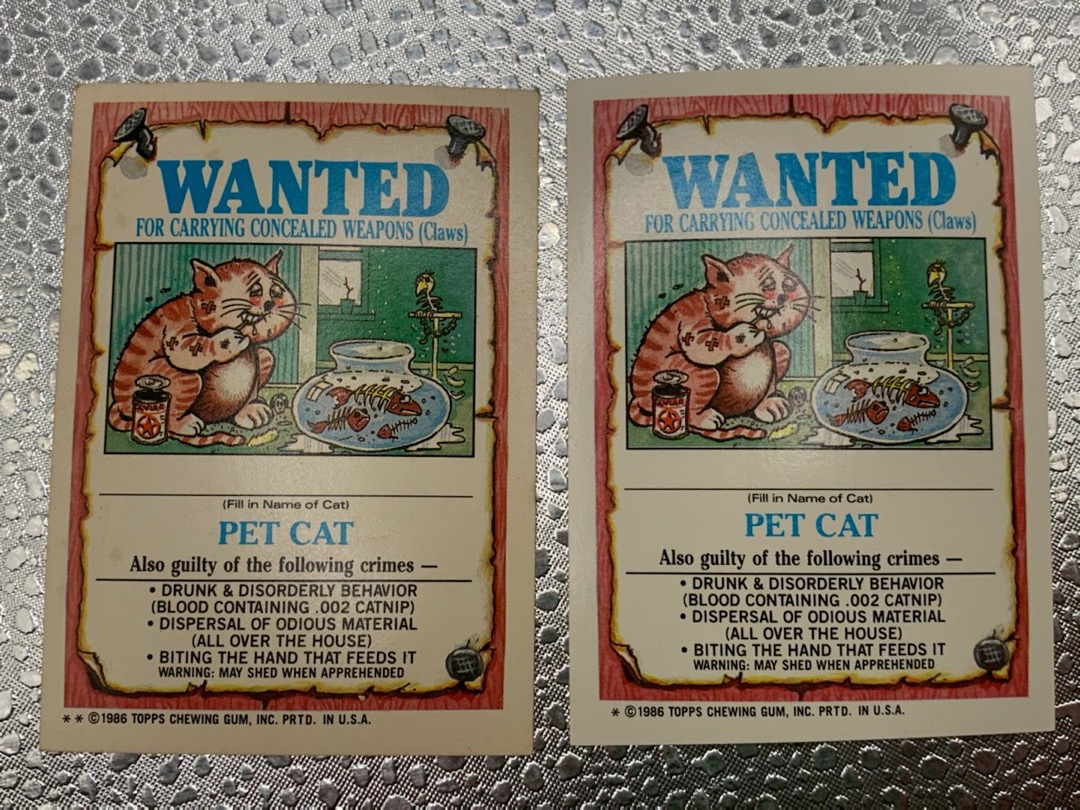 WANTED
FOR CARRYING CONCEALED WEAPONS (Claws)
(Fill in Name of Cat)
PET CAT
Also guilty of the following crimes —
• DRUNK & DISORDERLY BEHAVIOR
(BLOOD CONTAINING .002 CATNIP)
• DISPERSAL OF ODIOUS MATERIAL
(ALL OVER THE HOUSE)
• BITING THE HAND THAT FEEDS IT
WARNING: MAY SHED WHEN APPREHENDED
* * ©1986 TOPPS CHEWING GUM, INC. PRTD. IN U.S.A.
WANTED
FOR CARRYING CONCEALED WEAPONS (Claws)
(Fill in Name of Cat)
PET CAT
Also guilty of the following crimes —
• DRUNK & DISORDERLY BEHAVIOR
(BLOOD CONTAINING .002 CATNIP)
• DISPERSAL OF ODIOUS MATERIAL
(ALL OVER THE HOUSE)
• BITING THE HAND THAT FEEDS IT
WARNING: MAY SHED WHEN APPREHENDED
* ©1986 TOPPS CHEWING GUM, INC. PRTD. IN U.S.A.